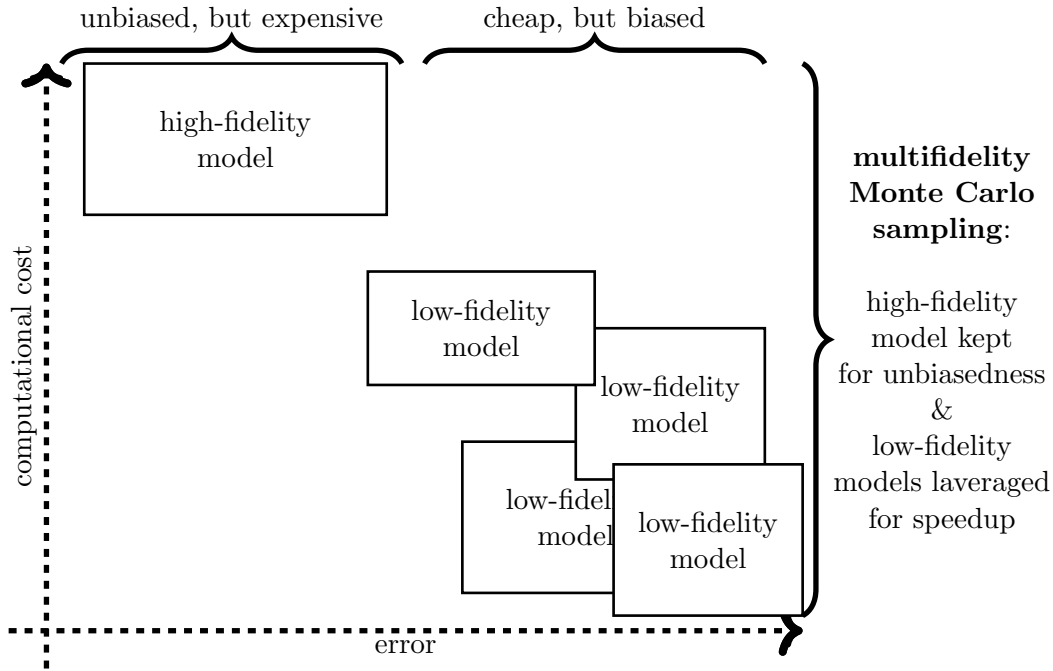 unbiased, but expensive
cheap, but biased
high-fidelity
model
multifidelity
Monte Carlo
sampling:
computational cost
low-fidelity
model
high-fidelity
model kept
for unbiasedness
&
low-fidelity
models laveraged
for speedup
low-fidelity
model
low-fidel
model
low-fidelity
model
error